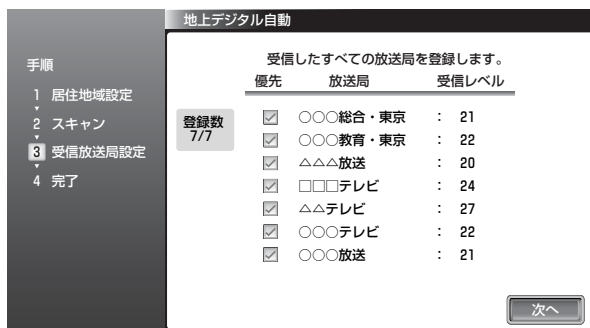 地上デジタル自動
手順
1 居住地域設定
2 スキャン
3 受信放送局設定
4 完了
受信したすべての放送局を登録します。
優先 放送局 受信レベル
登録数
7/7
○○○総合・東京 : 21
○○○教育・東京 : 22
△△△放送 : 20
□□□テレビ : 24
△△テレビ : 27
○○○テレビ : 22
○○○放送 : 21
次へ